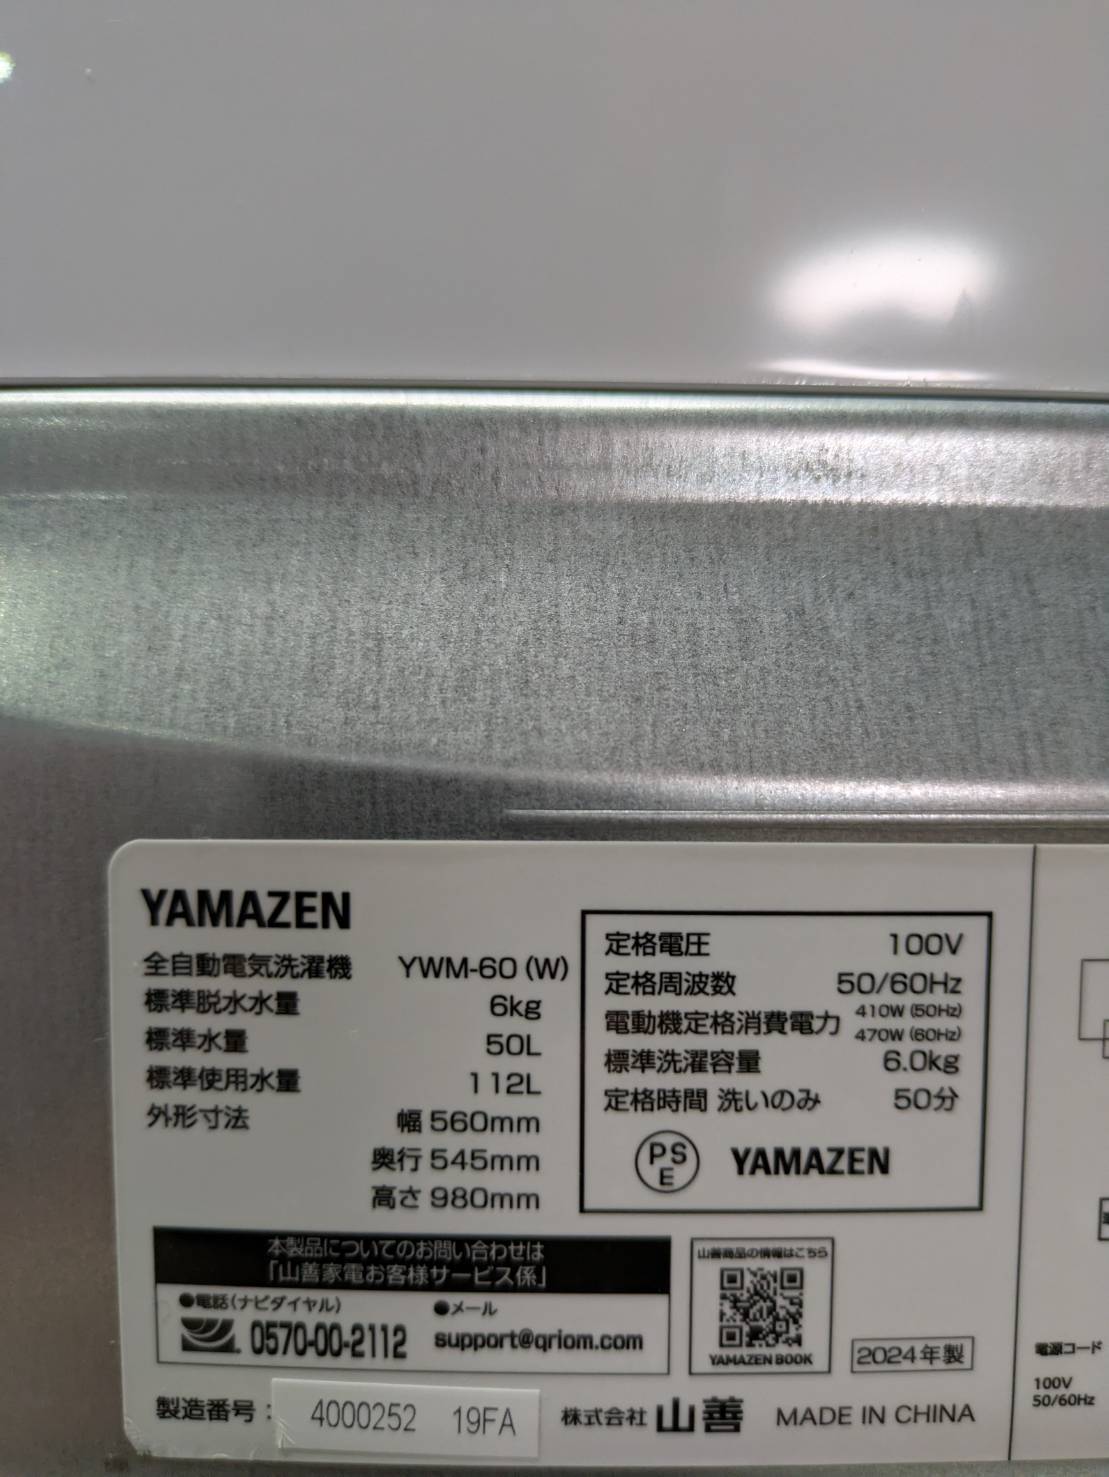 YAMAZEN
全自動電気洗濯機 YWM-60 (W)
標準脱水水量 6kg
標準水量 50L
標準使用水量 112L
外形寸法 幅 560mm
奥行 545mm
高さ 980mm
定格電圧 100V
定格周波数 50/60Hz
電動機定格消費電力 410W (50Hz)
470W (60Hz)
標準洗濯容量 6.0kg
定格時間 洗いのみ 50分
PS
E
YAMAZEN
本製品についてのお問い合わせは
「山善家電お客様サービス係」
●電話(ナビダイヤル) ●メール
0570-00-2112 support@qriom.com
山善商品の情報はこちら
YAMAZEN BOOK
2024年製
製造番号: 4000252 19FA
株式会社 山善 MADE IN CHINA
電源コード
100V
50/60Hz